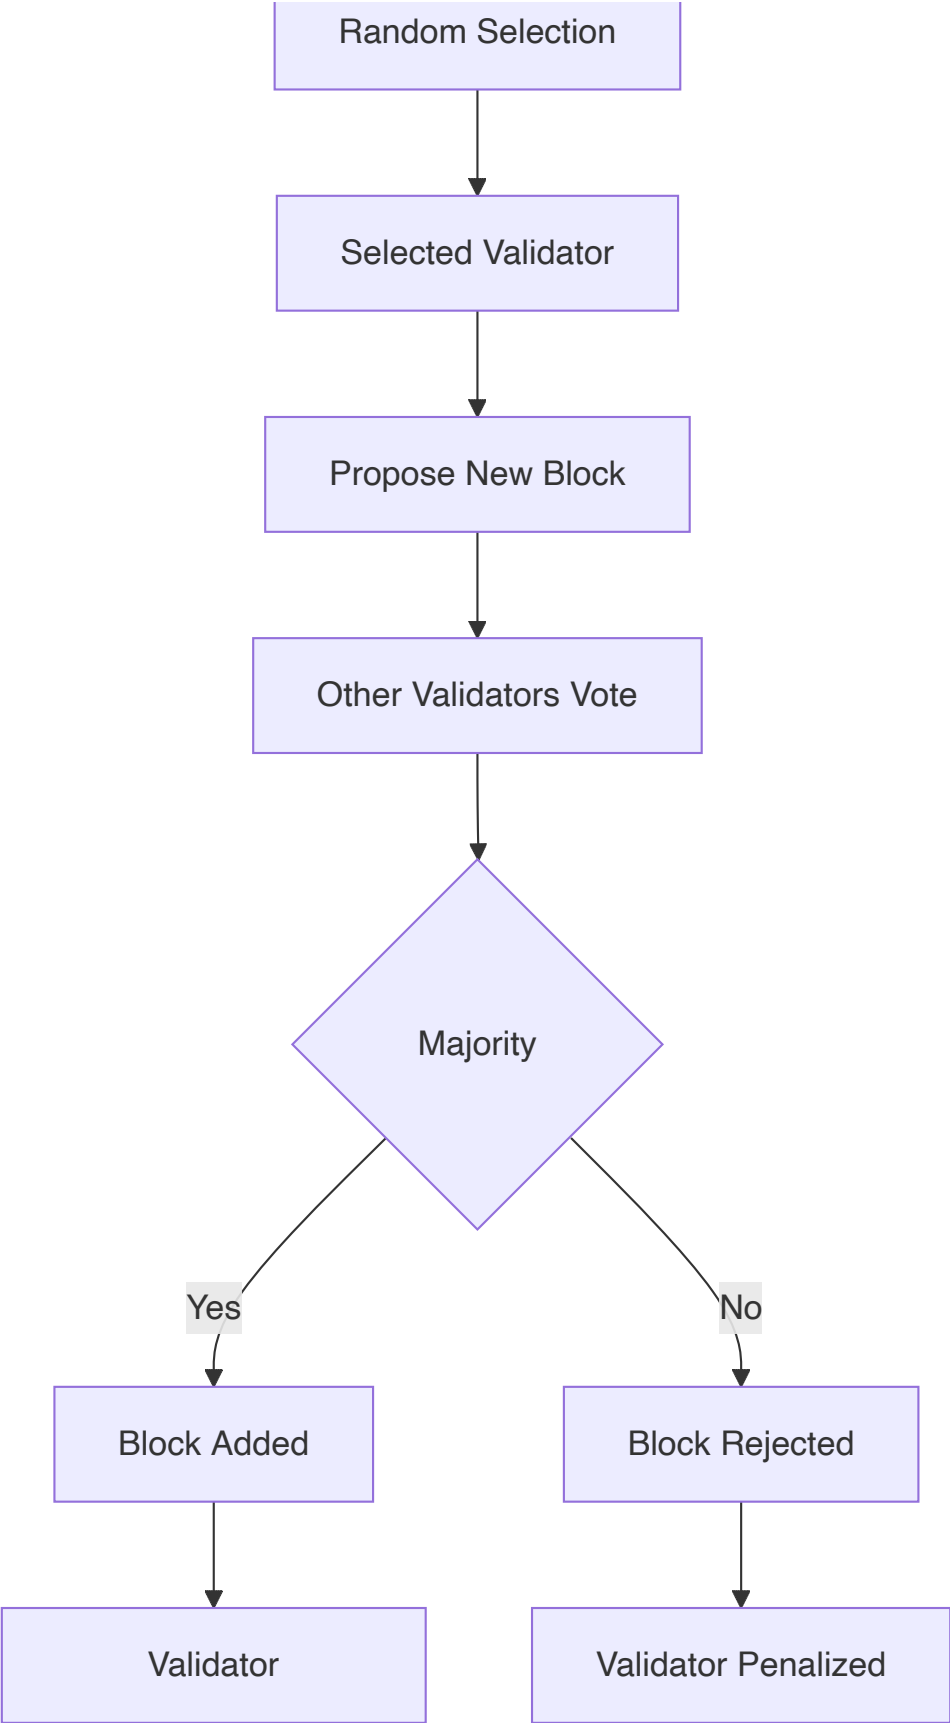 Random Selection
Selected Validator
Propose New Block
Other Validators Vote
Majority
Yes
No
Block Added
Block Rejected
Validator
Validator Penalized